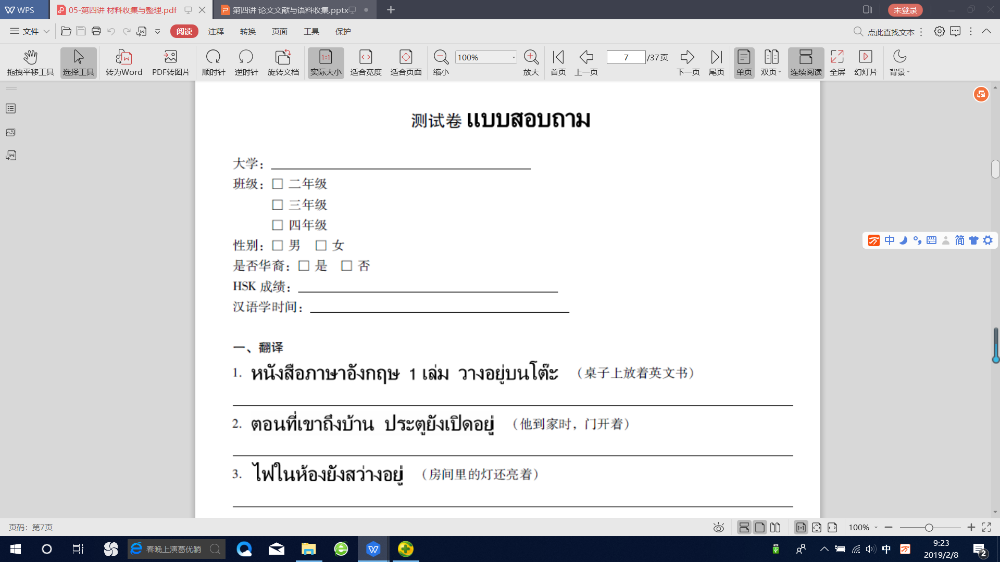 WPS
05-第四讲 材料收集与整理.pdf
第四讲 论文文献与语料收集.pptx
未登录
文件
阅读
注释
转换
页面
工具
保护
点此查找文本
拖拽平移工具
选择工具
转为Word
PDF转图片
顺时针
逆时针
旋转文档
1:1
实际大小
适合宽度
适合页面
缩小
100%
放大
首页
上一页
7
/37页
下一页
尾页
单页
双页
连续阅读
全屏
幻灯片
背景
测试卷 แบบสอบถาม
大学：
班级：□ 二年级
□ 三年级
□ 四年级
性别：□ 男 □ 女
是否华裔：□ 是 □ 否
HSK 成绩：
汉语学时间：
一、翻译
1. หนังสือภาษาอังกฤษ 1 เล่ม วางอยู่บนโต๊ะ （桌子上放着英文书）
2. ตอนที่เขาถึงบ้าน ประตูยังเปิดอยู่ （他到家时，门开着）
3. ไฟในห้องยังสว่างอยู่ （房间里的灯还亮着）
中
简
页码：第7页
1:1
100%
春晚上演葛优躺
中
9:23
2019/2/8
2